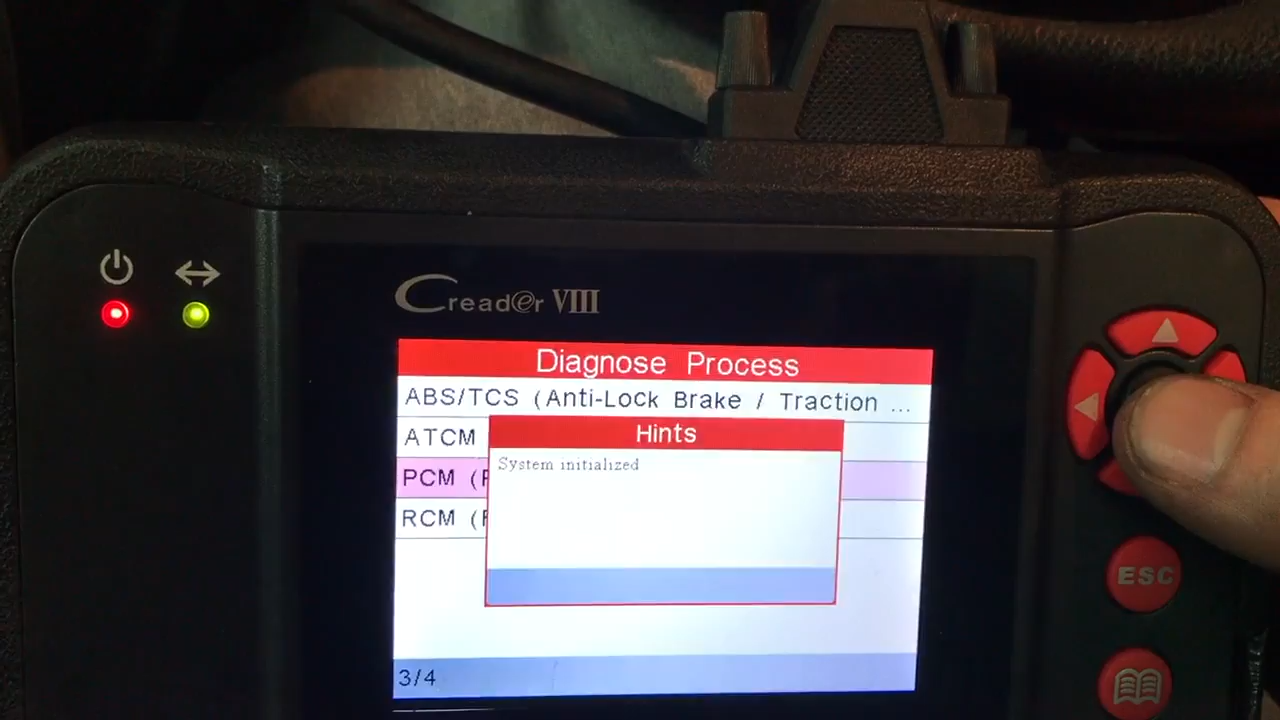 Creader VIII
Diagnose Process
ABS/TCS (Anti-Lock Brake / Traction ...
ATCM
Hints
System initialized
PCM (
RCM (
3/4
ESC